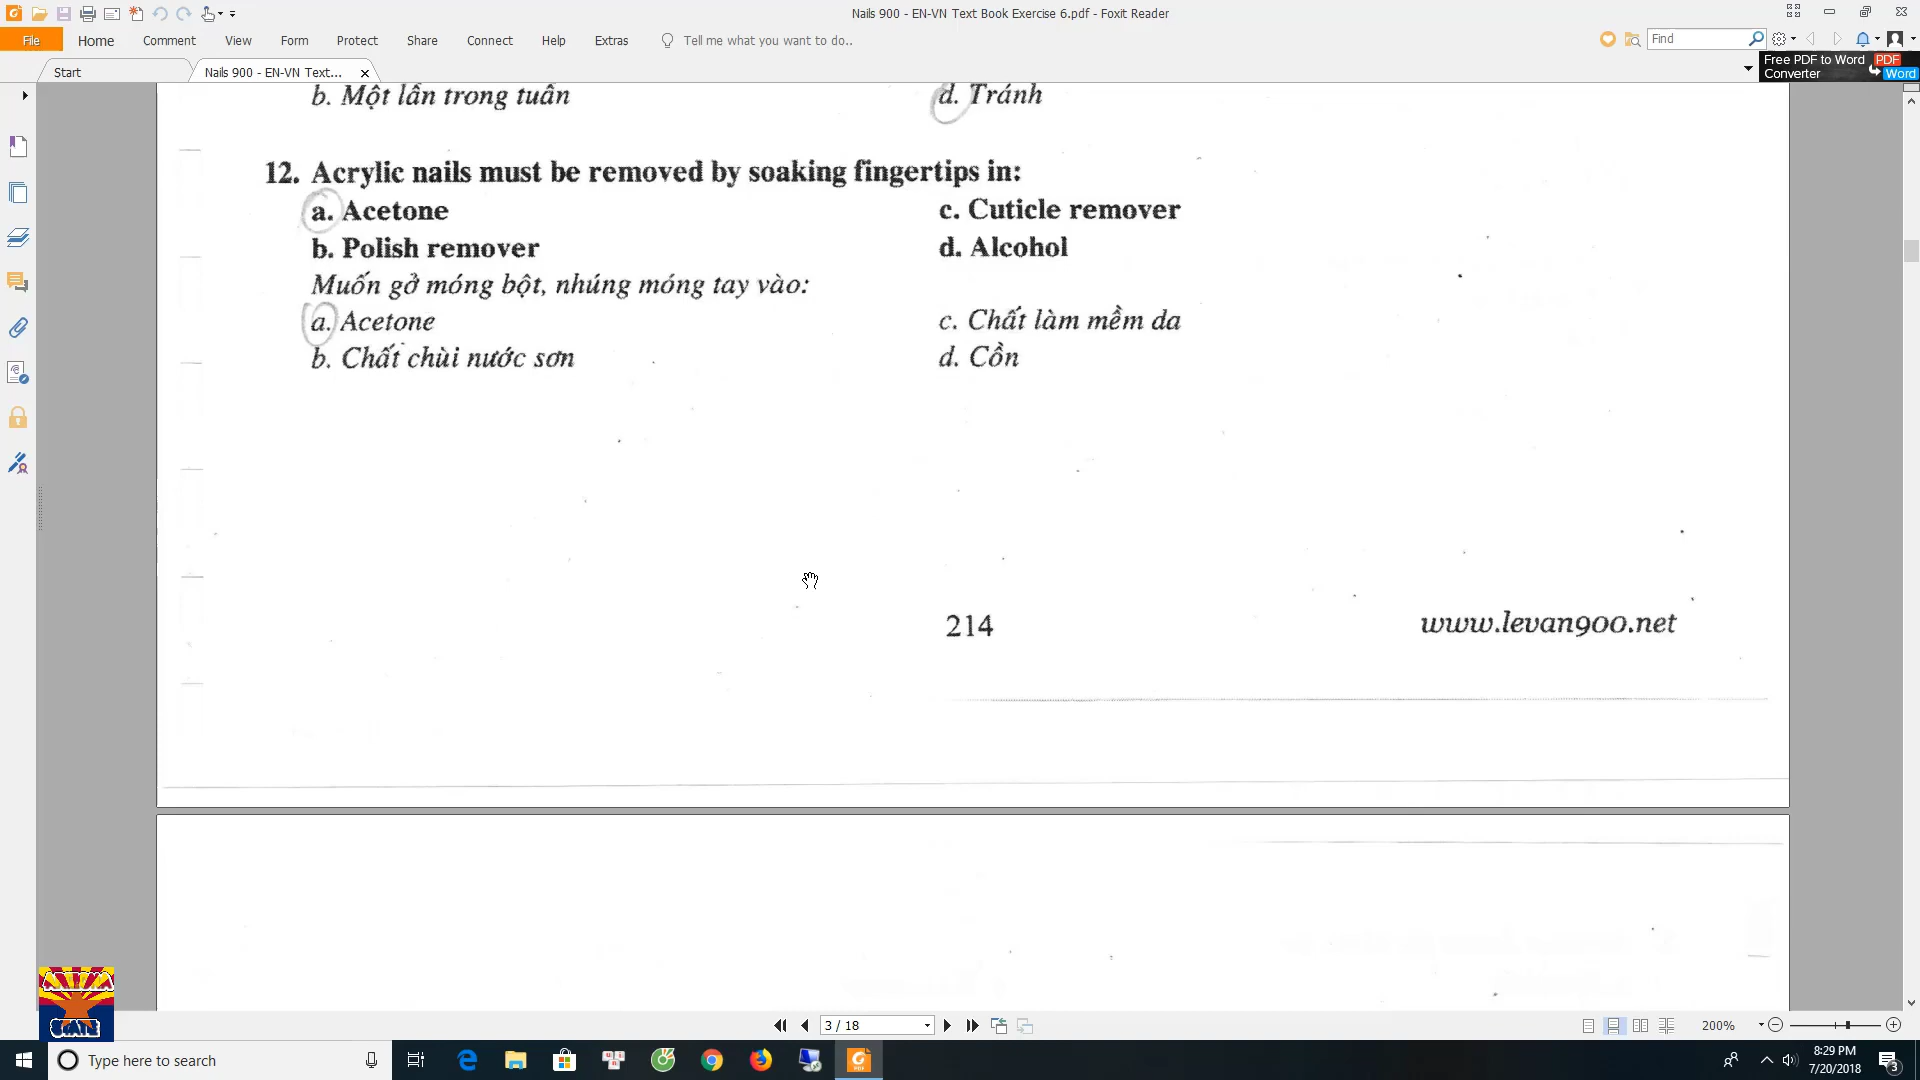 Nails 900 - EN-VN Text Book Exercise 6.pdf - Foxit Reader
File Home Comment View Form Protect Share Connect Help Extras Tell me what you want to do.. Find
Start Nails 900 - EN-VN Text... Free PDF to Word Converter PDF Word
b. Một lần trong tuần d. Tránh
12. Acrylic nails must be removed by soaking fingertips in:
a. Acetone c. Cuticle remover
b. Polish remover d. Alcohol
Muốn gở móng bột, nhúng móng tay vào:
a. Acetone c. Chất làm mềm da
b. Chất chùi nước sơn d. Cồn
214 www.levan900.net
ARIZONA
STATE
3 / 18 200%
Type here to search 8:29 PM
7/20/2018 3